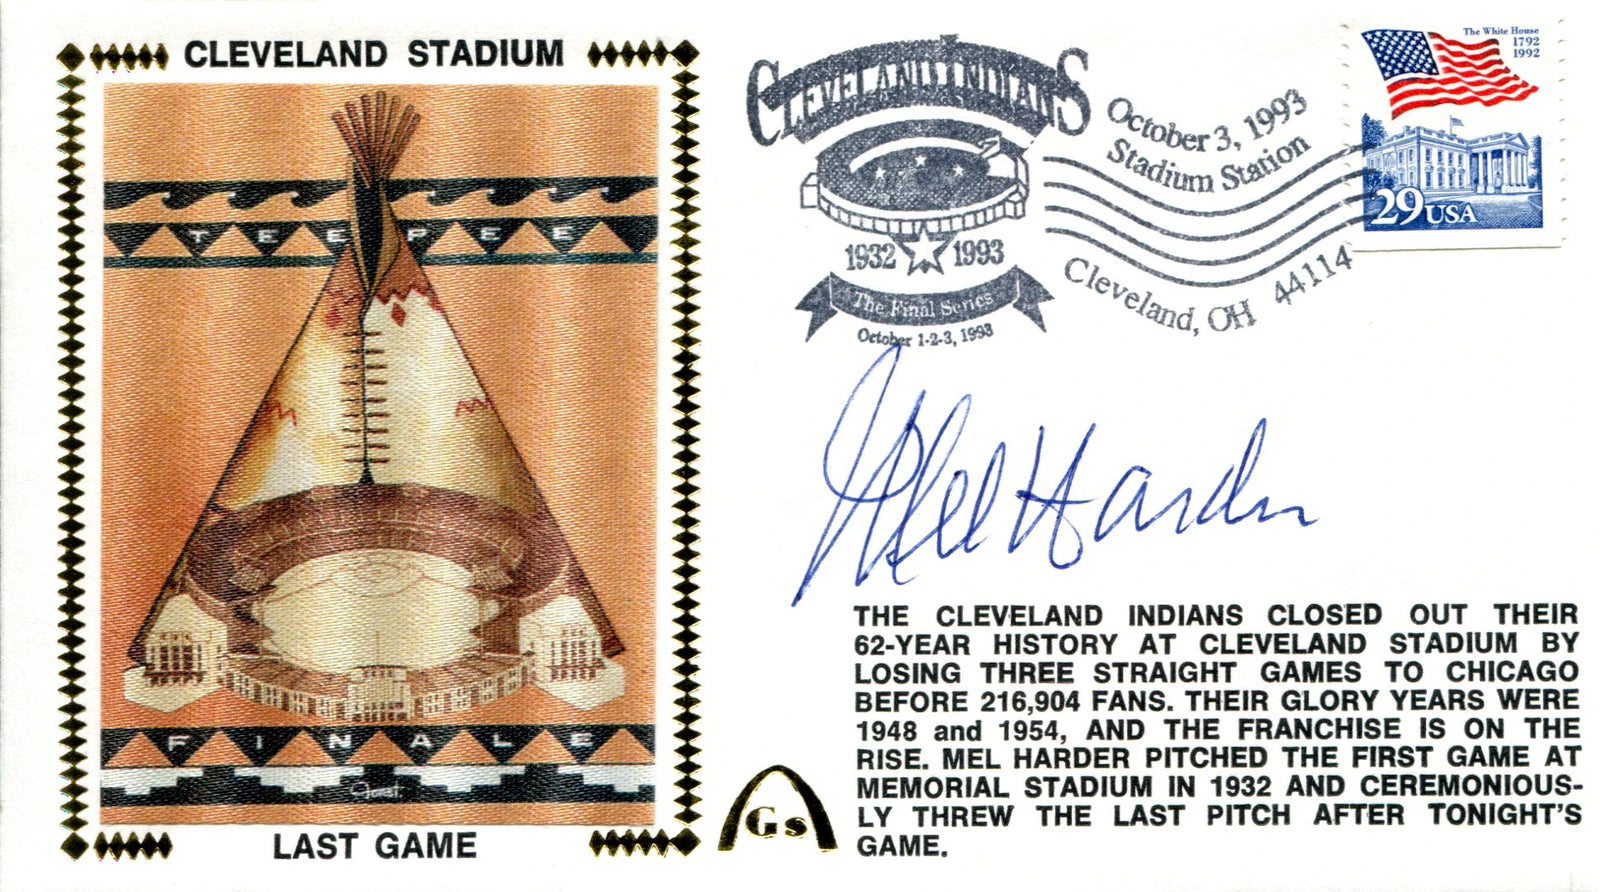 CLEVELAND STADIUM
TEEPEE
FINALE
LAST GAME
CLEVELAND INDIANS
1932 1993
The Final Series
October 1-2-3, 1993
October 3, 1993
Stadium Station
Cleveland, OH 44114
The White House
1792
1992
29 USA
Mel Harder
THE CLEVELAND INDIANS CLOSED OUT THEIR
62-YEAR HISTORY AT CLEVELAND STADIUM BY
LOSING THREE STRAIGHT GAMES TO CHICAGO
BEFORE 216,904 FANS. THEIR GLORY YEARS WERE
1948 and 1954, AND THE FRANCHISE IS ON THE
RISE. MEL HARDER PITCHED THE FIRST GAME AT
MEMORIAL STADIUM IN 1932 AND CEREMONIOUS-
LY THREW THE LAST PITCH AFTER TONIGHT'S
GAME.
Gs